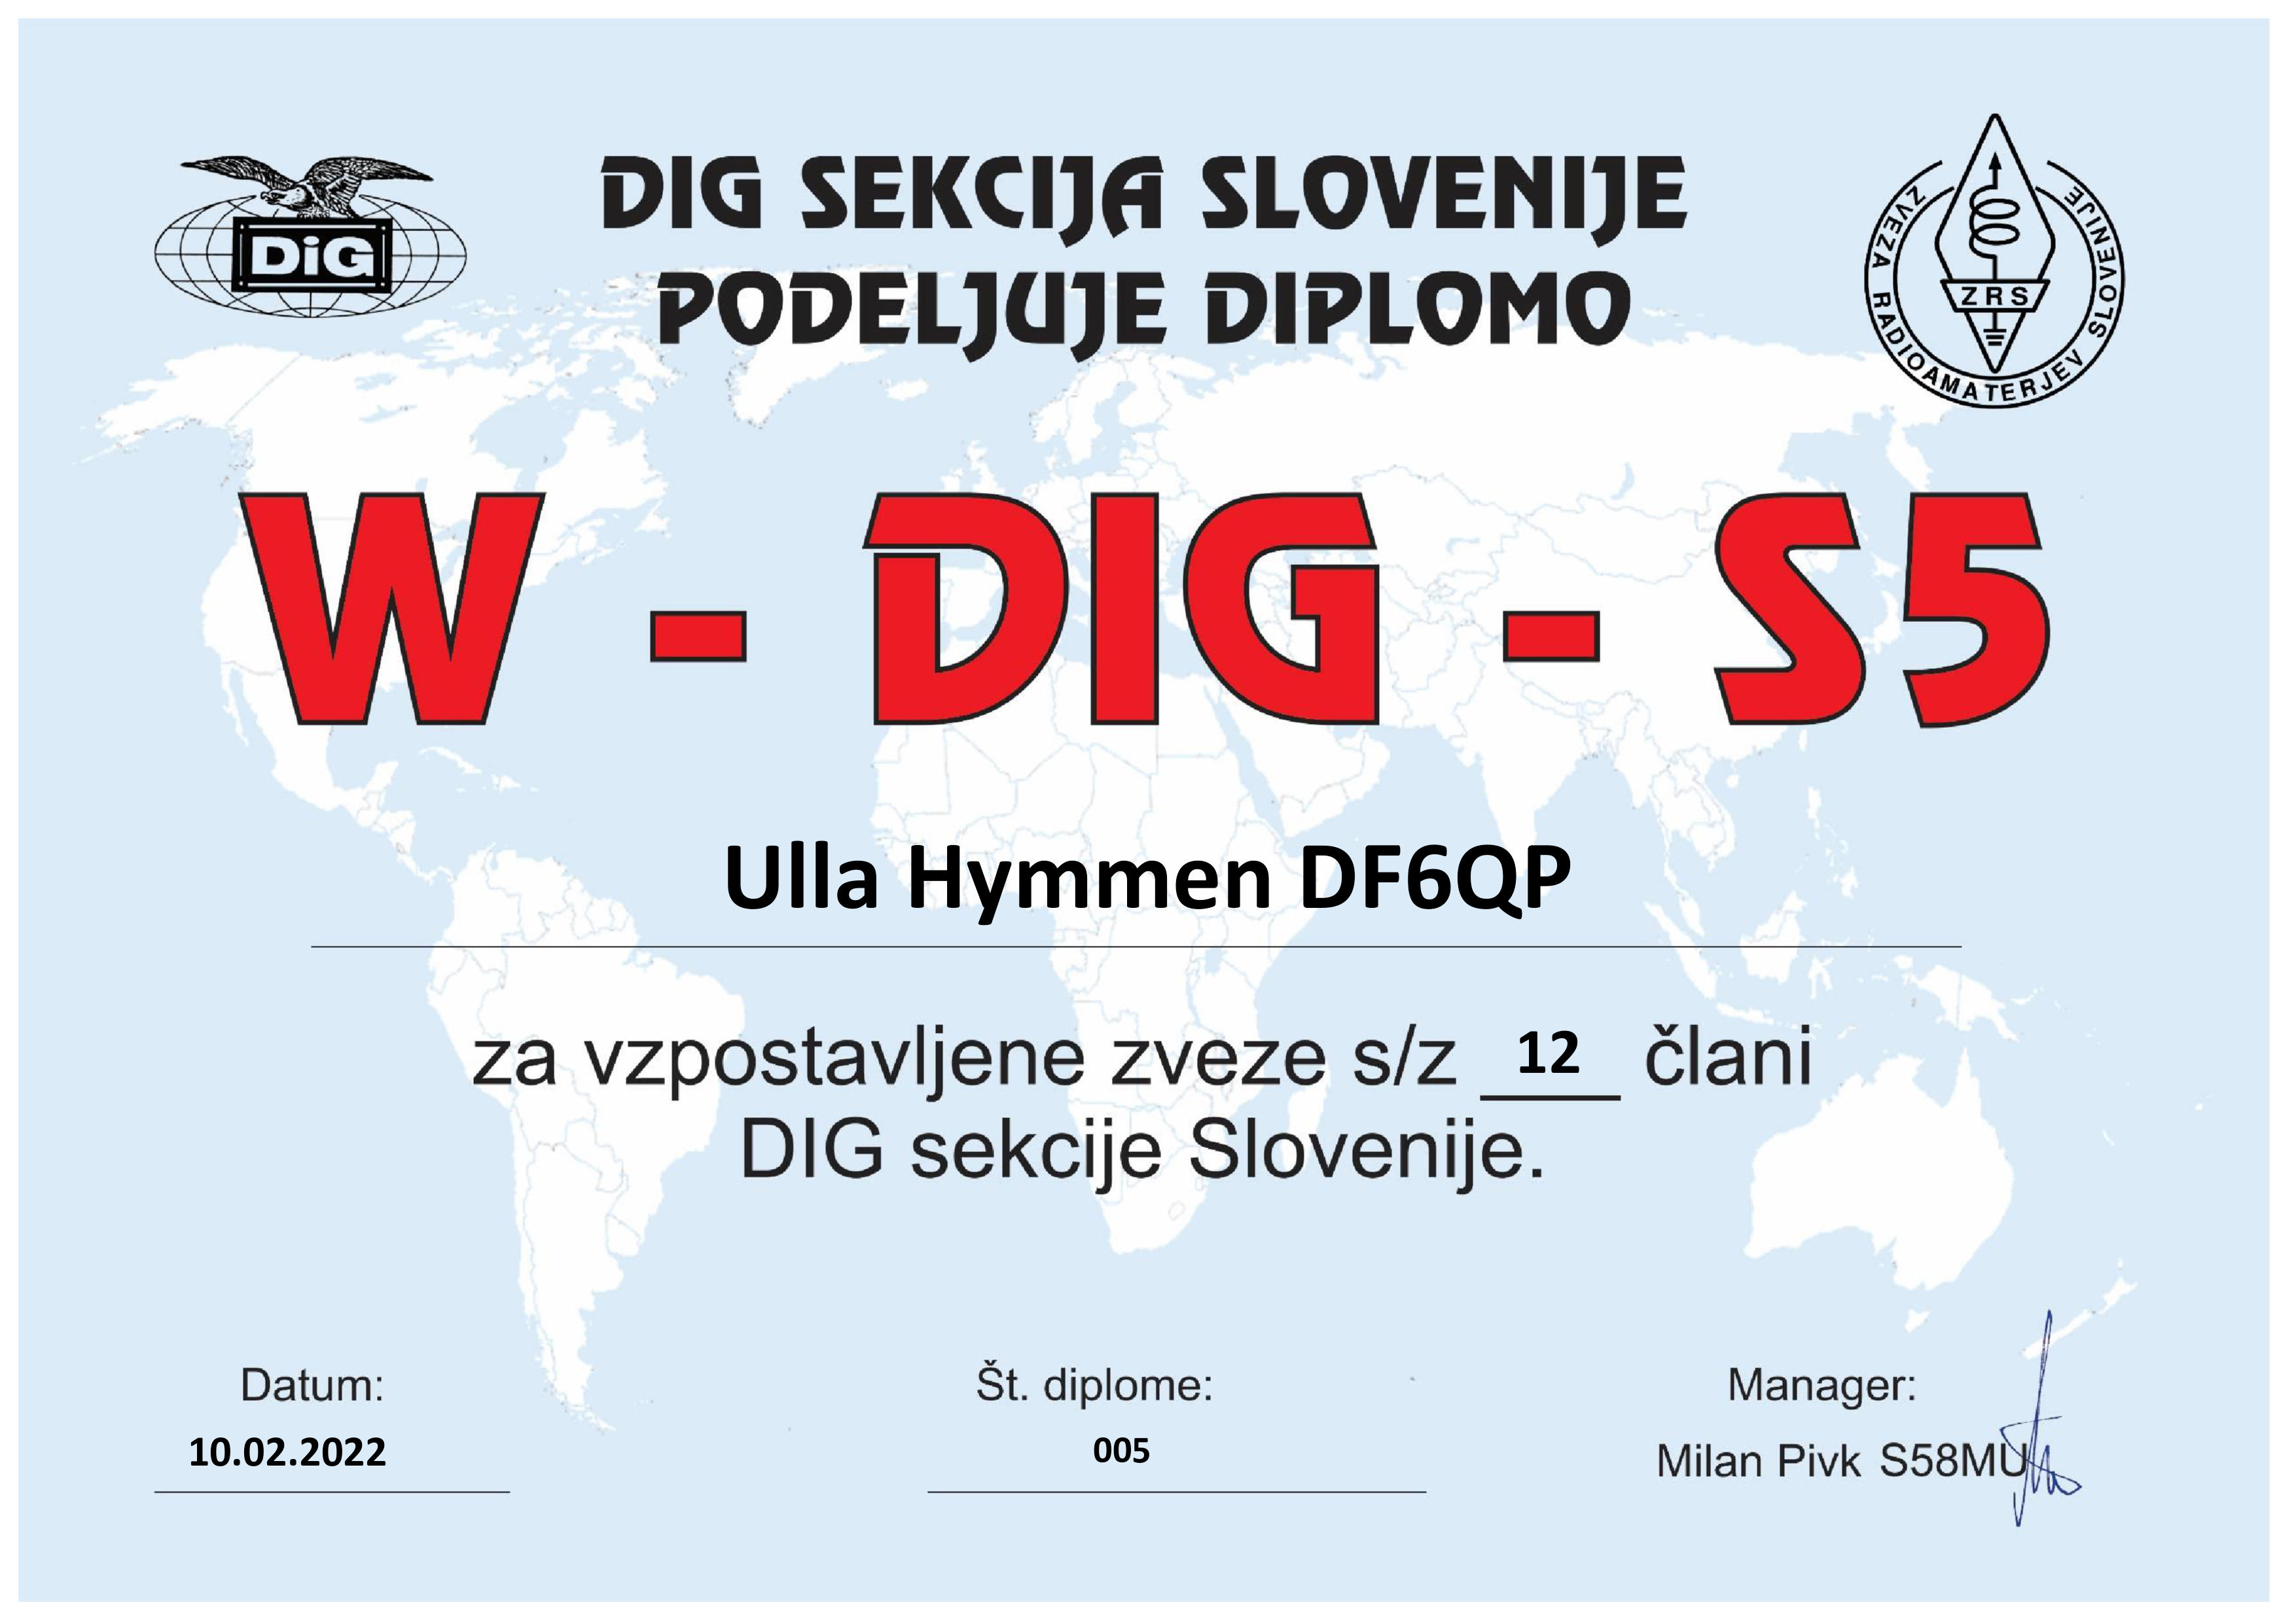 DiG
DIG SEKCIJA SLOVENIJE
PODELJUJE DIPLOMO
ZVEZA RADIOAMATERJEV SLOVENIJE
ZRS
W - DIG - S5
Ulla Hymmen DF6QP
za vzpostavljene zveze s/z 12 člani
DIG sekcije Slovenije.
Datum:
10.02.2022
Št. diplome:
005
Manager:
Milan Pivk S58MU